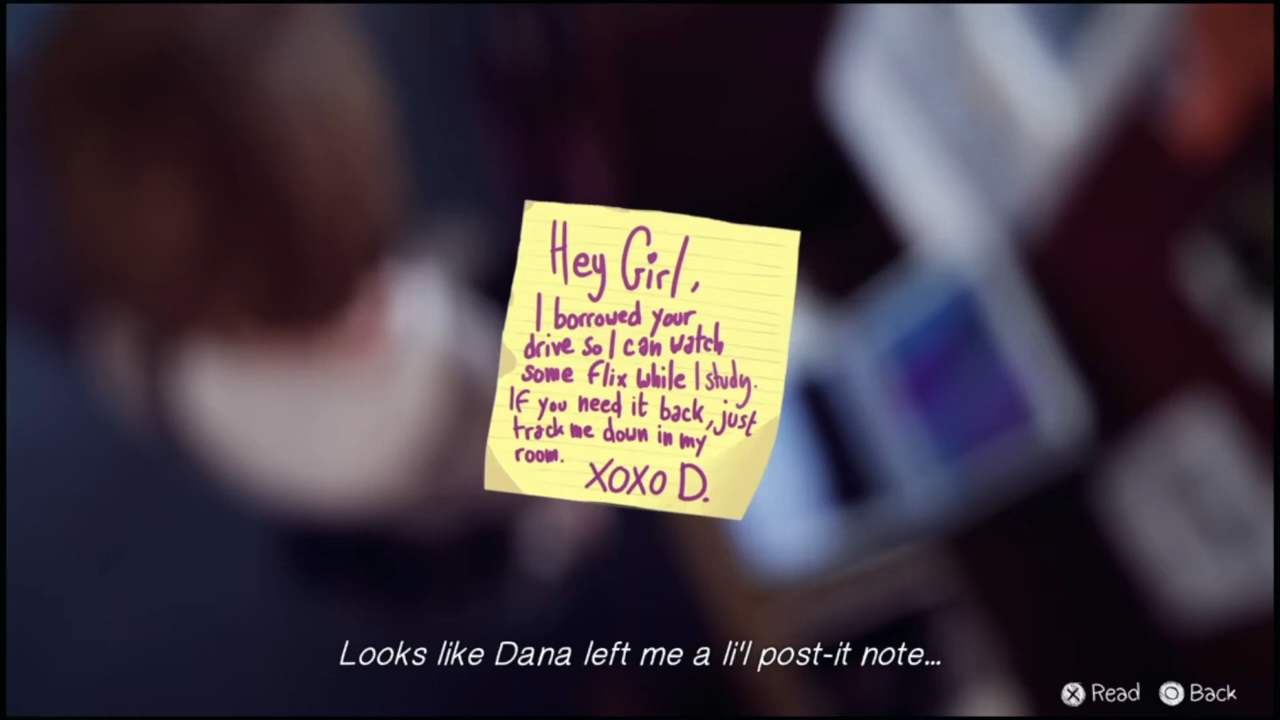 Hey Girl,
I borrowed your
drive so I can watch
some flix while I study.
If you need it back, just
track me down in my
room.
XOXO D.
Looks like Dana left me a li'l post-it note...
Read Back